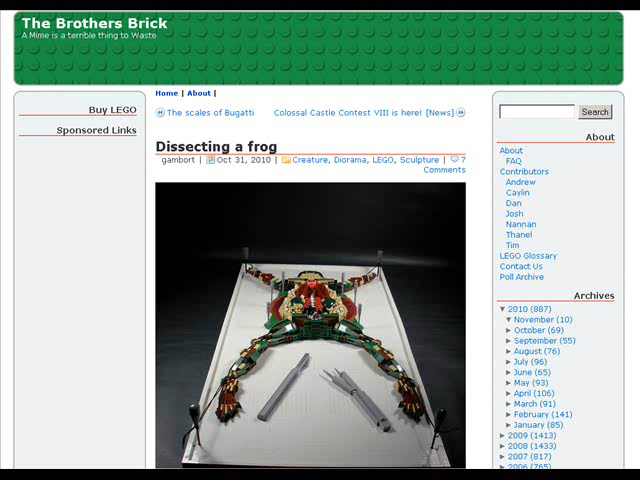 The Brothers Brick
A Mime is a terrible thing to Waste
Home | About |
Buy LEGO
Sponsored Links
The scales of Bugatti
Colossal Castle Contest VIII is here! [News]
Dissecting a frog
gambort | Oct 31, 2010 | Creature, Diorama, LEGO, Sculpture | 7
Comments
Search
About
About
FAQ
Contributors
Andrew
Caylin
Dan
Josh
Nannan
Thanel
Tim
LEGO Glossary
Contact Us
Poll Archive
Archives
2010 (887)
November (10)
October (69)
September (55)
August (76)
July (96)
June (65)
May (93)
April (106)
March (91)
February (141)
January (85)
2009 (1413)
2008 (1433)
2007 (817)
2006 (765)